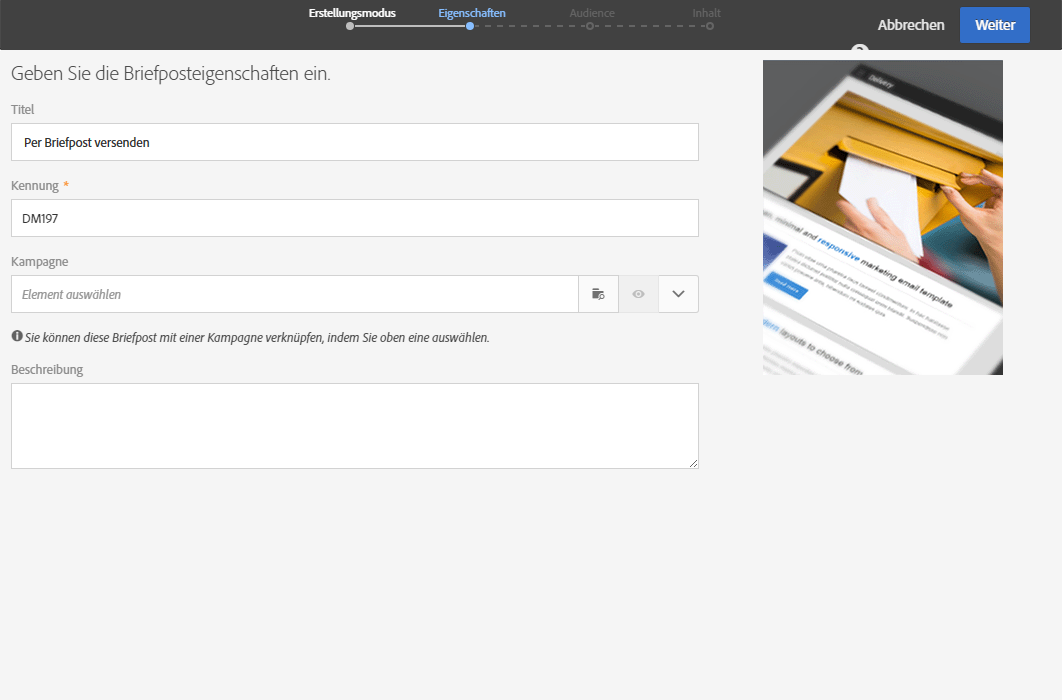 Erstellungsmodus Eigenschaften Audience Inhalt
Abbrechen Weiter
Geben Sie die Briefposteigenschaften ein.
Titel
Per Briefpost versenden
Kennung *
DM197
Kampagne
Element auswählen
Sie können diese Briefpost mit einer Kampagne verknüpfen, indem Sie oben eine auswählen.
Beschreibung
Delivery
minimal and responsive marketing email template
Read more
layouts to choose from